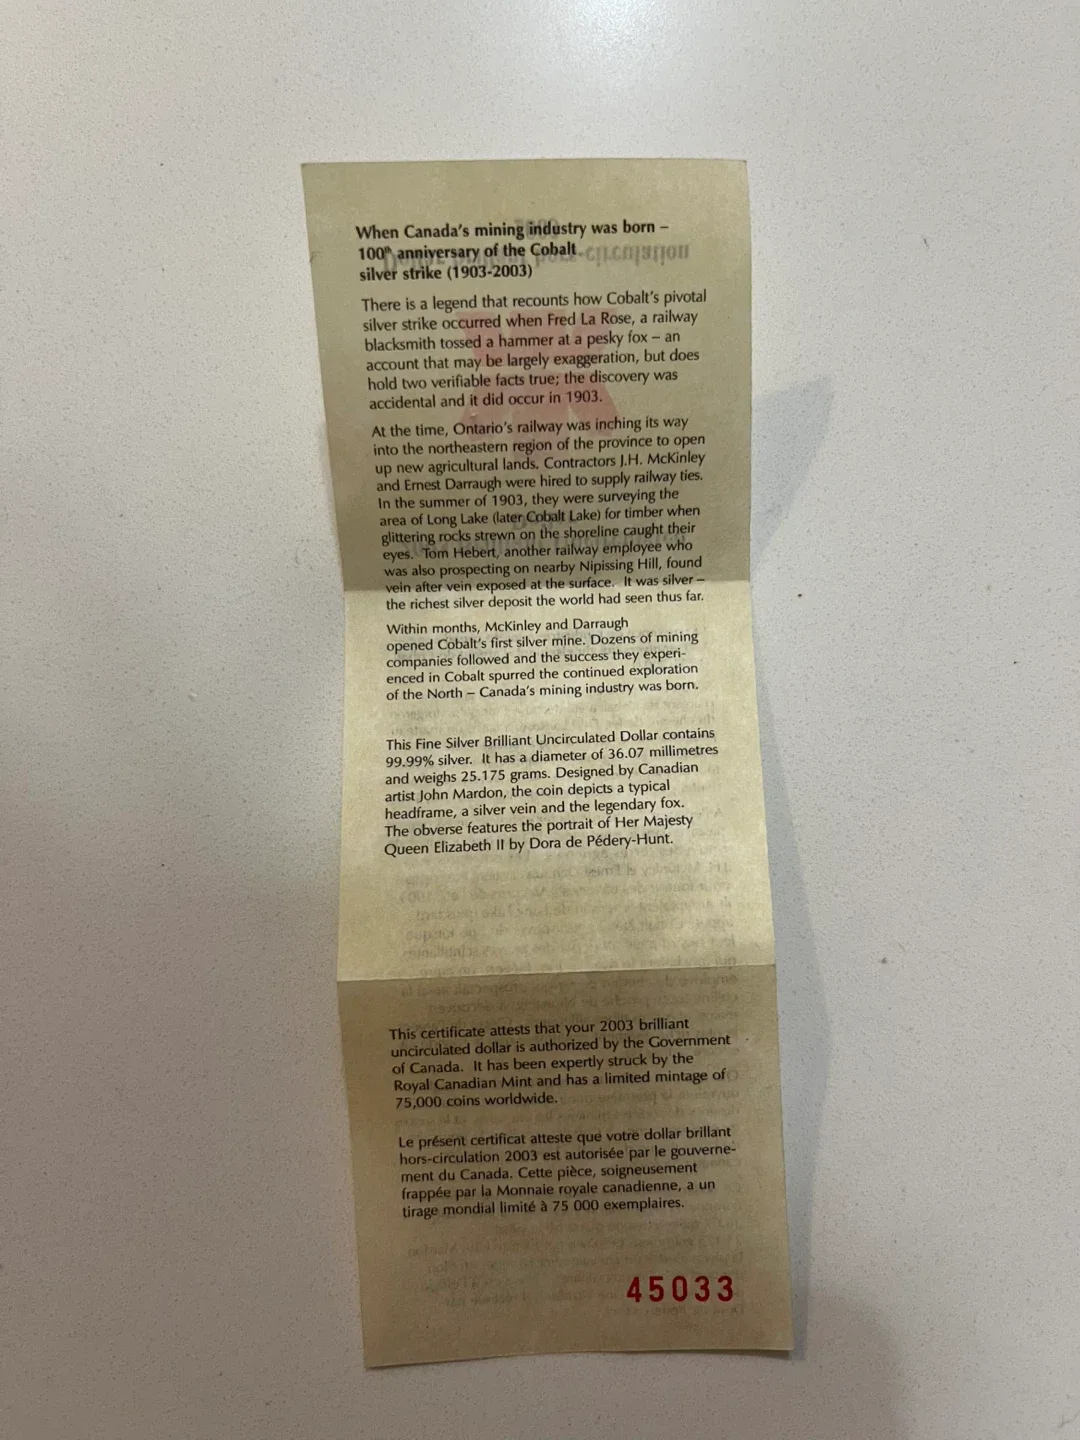 When Canada's mining industry was born –
100th anniversary of the Cobalt
silver strike (1903-2003)
There is a legend that recounts how Cobalt's pivotal
silver strike occurred when Fred La Rose, a railway
blacksmith tossed a hammer at a pesky fox – an
account that may be largely exaggeration, but does
hold two verifiable facts true; the discovery was
accidental and it did occur in 1903.
At the time, Ontario's railway was inching its way
into the northeastern region of the province to open
up new agricultural lands. Contractors J.H. McKinley
and Ernest Darraugh were hired to supply railway ties.
In the summer of 1903, they were surveying the
area of Long Lake (later Cobalt Lake) for timber when
glittering rocks strewn on the shoreline caught their
eyes. Tom Hebert, another railway employee who
was also prospecting on nearby Nipissing Hill, found
vein after vein exposed at the surface. It was silver –
the richest silver deposit the world had seen thus far.
Within months, McKinley and Darraugh
opened Cobalt's first silver mine. Dozens of mining
companies followed and the success they experi-
enced in Cobalt spurred the continued exploration
of the North – Canada's mining industry was born.
This Fine Silver Brilliant Uncirculated Dollar contains
99.99% silver. It has a diameter of 36.07 millimetres
and weighs 25.175 grams. Designed by Canadian
artist John Mardon, the coin depicts a typical
headframe, a silver vein and the legendary fox.
The obverse features the portrait of Her Majesty
Queen Elizabeth II by Dora de Pédery-Hunt.
This certificate attests that your 2003 brilliant
uncirculated dollar is authorized by the Government
of Canada. It has been expertly struck by the
Royal Canadian Mint and has a limited mintage of
75,000 coins worldwide.
Le présent certificat atteste que votre dollar brillant
hors-circulation 2003 est autorisée par le gouverne-
ment du Canada. Cette pièce, soigneusement
frappée par la Monnaie royale canadienne, a un
tirage mondial limité à 75 000 exemplaires.
45033